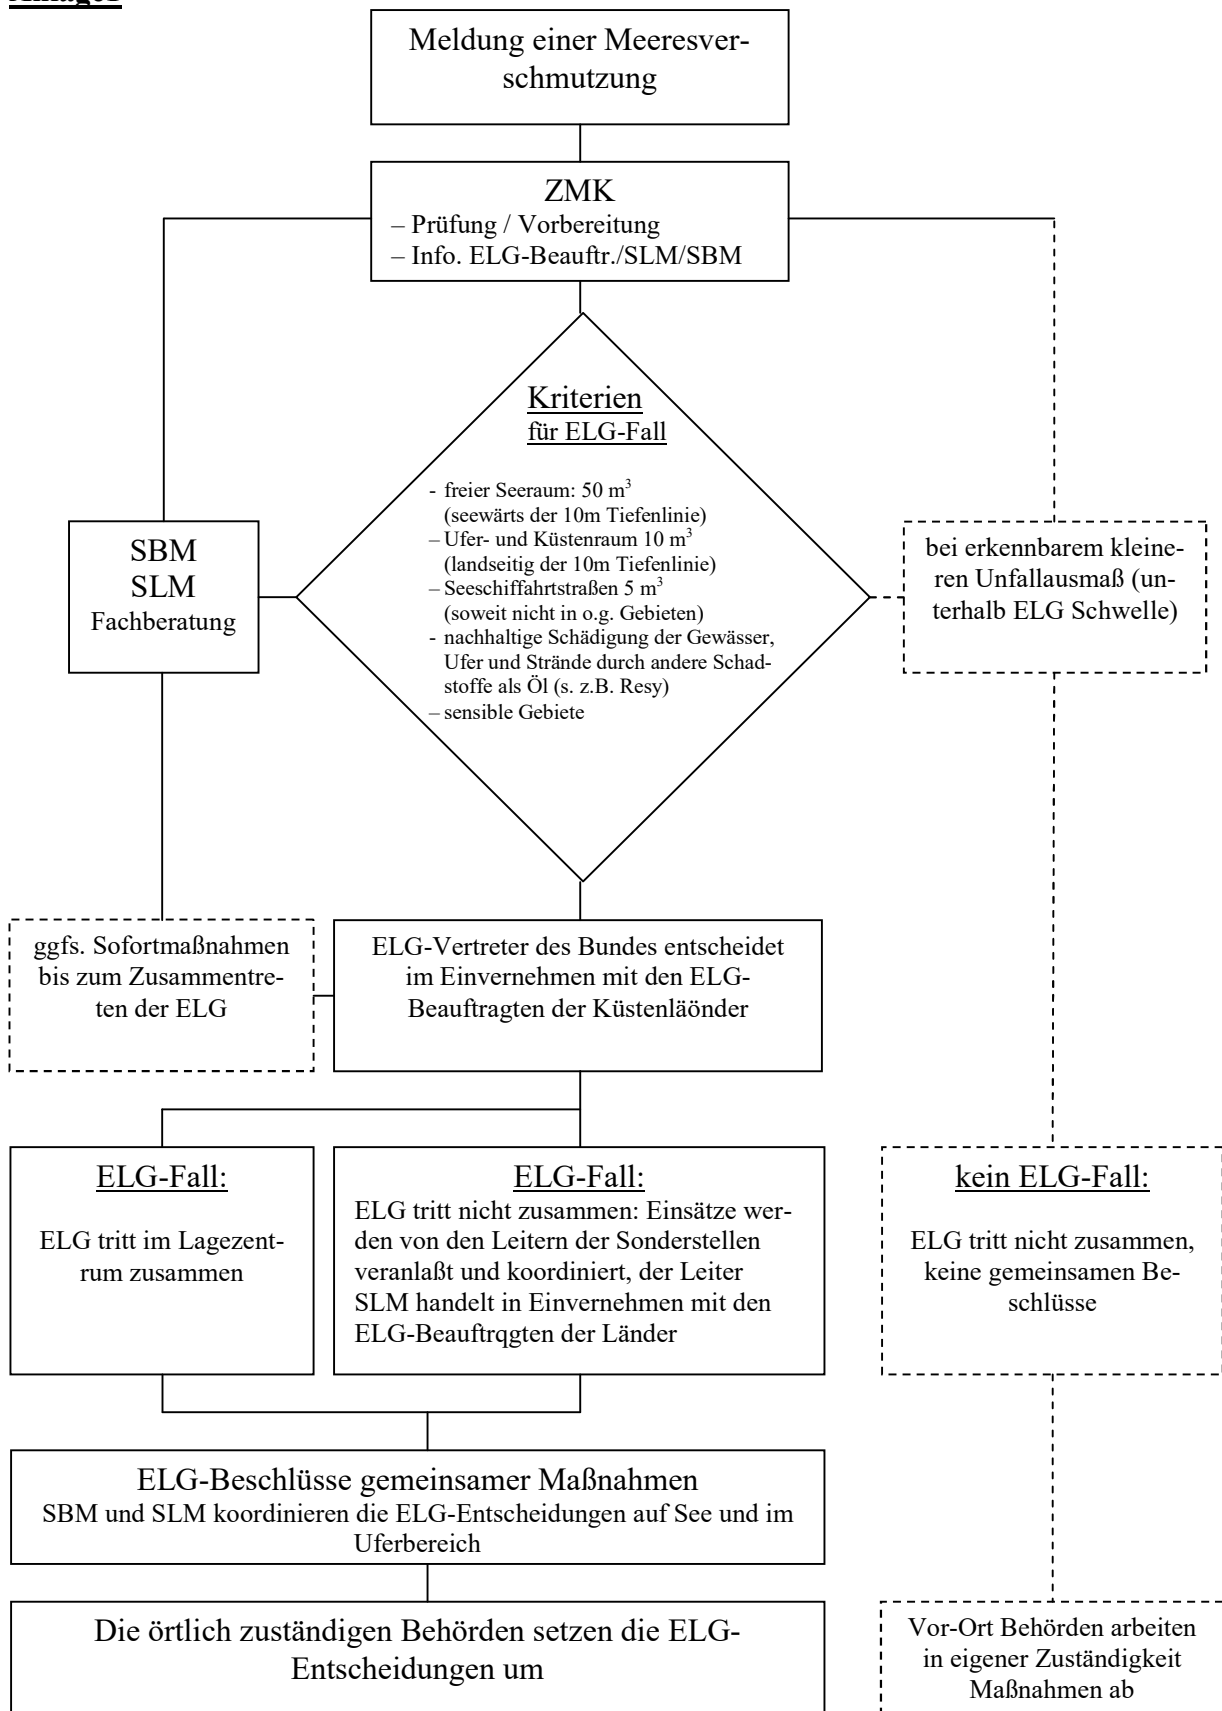 Meldung einer Meeresver-
schmutzung
ZMK
– Prüfung / Vorbereitung
– Info. ELG-Beauftr./SLM/SBM
Kriterien
für ELG-Fall
- freier Seeraum: 50 m³
(seewärts der 10m Tiefenlinie)
– Ufer- und Küstenraum 10 m³
(landseitig der 10m Tiefenlinie)
– Seeschiffahrtstraßen 5 m³
(soweit nicht in o.g. Gebieten)
- nachhaltige Schädigung der Gewässer,
Ufer und Strände durch andere Schad-
stoffe als Öl (s. z.B. Resy)
– sensible Gebiete
SBM
SLM
Fachberatung
bei erkennbarem kleine-
ren Unfallausmaß (un-
terhalb ELG Schwelle)
ggfs. Sofortmaßnahmen
bis zum Zusammentre-
ten der ELG
ELG-Vertreter des Bundes entscheidet
im Einvernehmen mit den ELG-
Beauftragten der Küstenläönder
ELG-Fall:
ELG tritt im Lagezent-
rum zusammen
ELG-Fall:
ELG tritt nicht zusammen: Einsätze wer-
den von den Leitern der Sonderstellen
veranlaßt und koordiniert, der Leiter
SLM handelt in Einvernehmen mit den
ELG-Beauftrqgten der Länder
kein ELG-Fall:
ELG tritt nicht zusammen,
keine gemeinsamen Be-
schlüsse
ELG-Beschlüsse gemeinsamer Maßnahmen
SBM und SLM koordinieren die ELG-Entscheidungen auf See und im
Uferbereich
Die örtlich zuständigen Behörden setzen die ELG-
Entscheidungen um
Vor-Ort Behörden arbeiten
in eigener Zuständigkeit
Maßnahmen ab